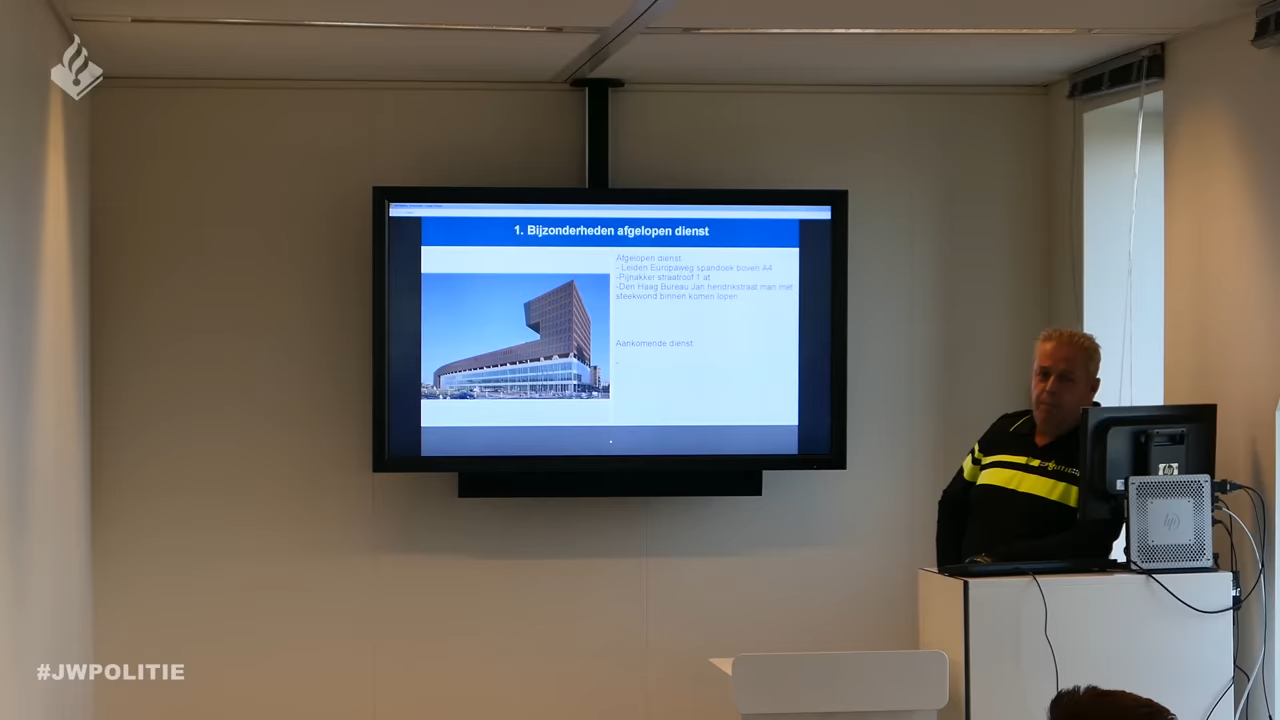 1. Bijzonderheden afgelopen dienst
Afgelopen dienst
- Leiden Europaweg spandoek boven A4
-Pijnakker straatroof 1 at
-Den Haag Bureau Jan hendrikstraat man met
steekwond binnen komen lopen
Aankomende dienst
-
hp
hp
#JWPOLITIE